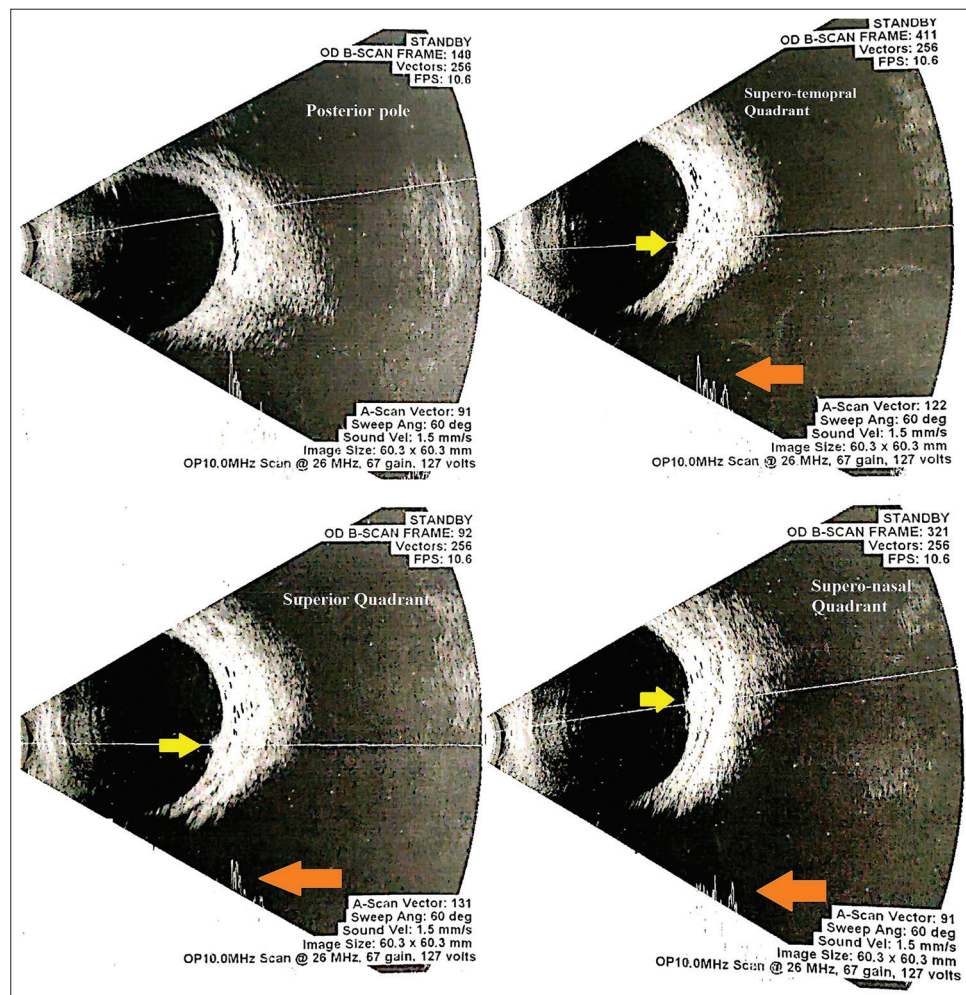 STANDBY
OD B-SCAN FRAME: 148
Vectors: 256
FPS: 10.6
Posterior pole
A-Scan Vector: 91
Sweep Ang: 60 deg
Sound Vel: 1.5 mm/s
Image Size: 60.3 x 60.3 mm
OP10.0MHz Scan @ 26 MHz, 67 gain, 127 volts
STANDBY
OD B-SCAN FRAME: 411
Vectors: 256
FPS: 10.6
Supero-temopral
Quadrant
A-Scan Vector: 122
Sweep Ang: 60 deg
Sound Vel: 1.5 mm/s
Image Size: 60.3 x 60.3 mm
OP10.0MHz Scan @ 26 MHz, 67 gain, 127 volts
STANDBY
OD B-SCAN FRAME: 92
Vectors: 256
FPS: 10.6
Superior Quadrant
A-Scan Vector: 131
Sweep Ang: 60 deg
Sound Vel: 1.5 mm/s
Image Size: 60.3 x 60.3 mm
OP10.0MHz Scan @ 26 MHz, 67 gain, 127 volts
STANDBY
OD B-SCAN FRAME: 321
Vectors: 256
FPS: 10.6
Supero-nasal
Quadrant
A-Scan Vector: 91
Sweep Ang: 60 deg
Sound Vel: 1.5 mm/s
Image Size: 60.3 x 60.3 mm
OP10.0MHz Scan @ 26 MHz, 67 gain, 127 volts